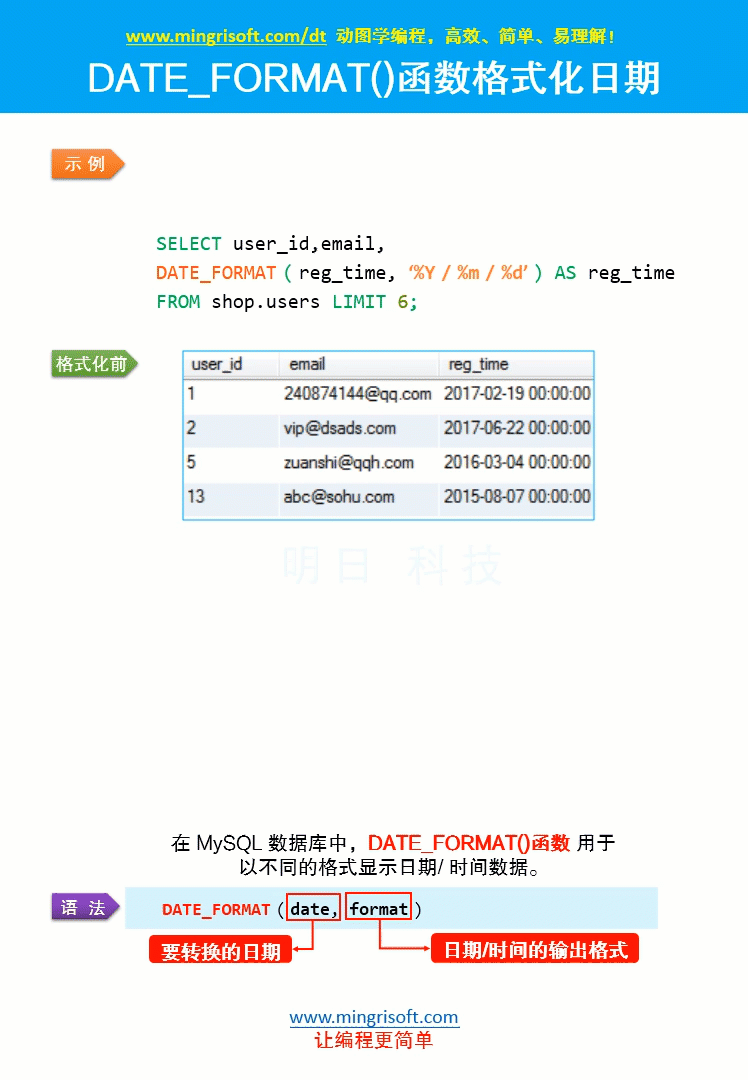 www.mingrisoft.com/dt 动图学编程，高效、简单、易理解！
DATE_FORMAT()函数格式化日期
示 例
SELECT user_id,email,
DATE_FORMAT ( reg_time, ‘%Y / %m / %d’ ) AS reg_time
FROM shop.users LIMIT 6;
格式化前
user_id email reg_time
1 240874144@qq.com 2017-02-19 00:00:00
2 vip@dsads.com 2017-06-22 00:00:00
5 zuanshi@qqh.com 2016-03-04 00:00:00
13 abc@sohu.com 2015-08-07 00:00:00
明日 科技
在 MySQL 数据库中，DATE_FORMAT()函数 用于
以不同的格式显示日期/ 时间数据。
语 法
DATE_FORMAT ( date, format )
要转换的日期 日期/时间的输出格式
www.mingrisoft.com
让编程更简单